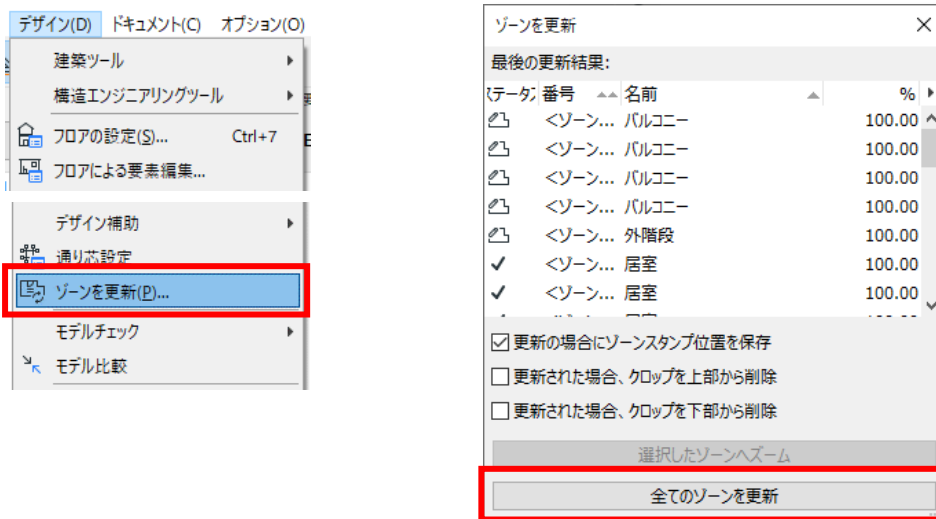 デザイン(D) ドキュメント(C) オプション(O)
建築ツール
構造エンジニアリングツール
フロアの設定(S)... Ctrl+7
フロアによる要素編集...
デザイン補助
通り芯設定
ゾーンを更新(P)...
モデルチェック
モデル比較
ゾーンを更新
最後の更新結果:
番号 名前 %
<ゾーン... バルコニー 100.00
<ゾーン... バルコニー 100.00
<ゾーン... バルコニー 100.00
<ゾーン... バルコニー 100.00
<ゾーン... 外階段 100.00
<ゾーン... 居室 100.00
<ゾーン... 居室 100.00
更新の場合にゾーンスタンプ位置を保存
更新された場合、クロップを上部から削除
更新された場合、クロップを下部から削除
選択したゾーンへズーム
全てのゾーンを更新